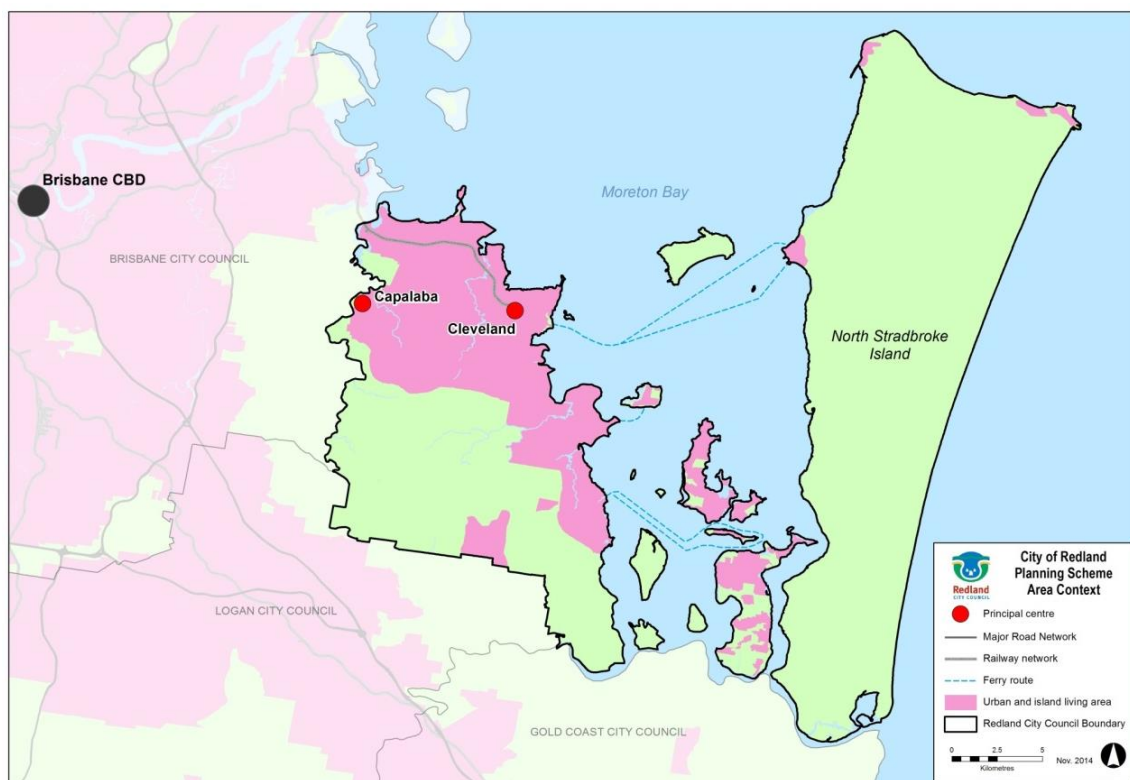 Brisbane CBD
Moreton Bay
BRISBANE CITY COUNCIL
Capalaba
Cleveland
North Stradbroke
Island
LOGAN CITY COUNCIL
GOLD COAST CITY COUNCIL
Redland
CITY COUNCIL
City of Redland
Planning Scheme
Area Context
Principal centre
Major Road Network
Railway network
Ferry route
Urban and island living area
Redland City Council Boundary
0 2.5 5
Kilometres
Nov. 2014